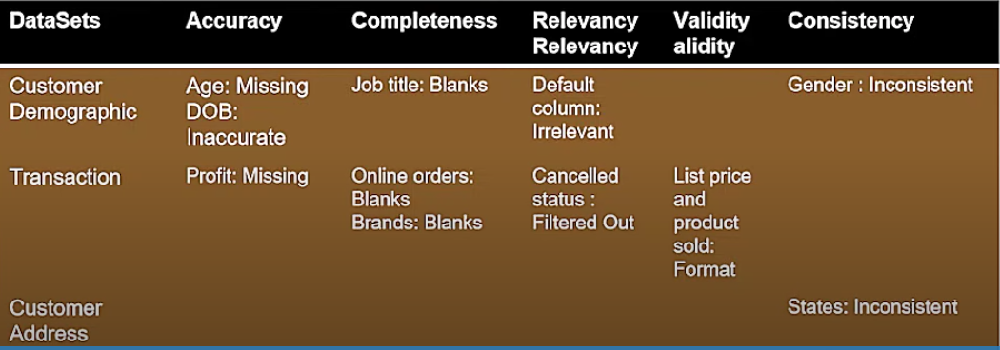 DataSets Accuracy Completeness Relevancy Validity Consistency
Relevancy alidity
Customer Age: Missing Job title: Blanks Default Gender : Inconsistent
Demographic DOB: column:
Inaccurate Irrelevant
Transaction Profit: Missing Online orders: Cancelled List price
Blanks status : and
Brands: Blanks Filtered Out product
sold:
Format
Customer States: Inconsistent
Address